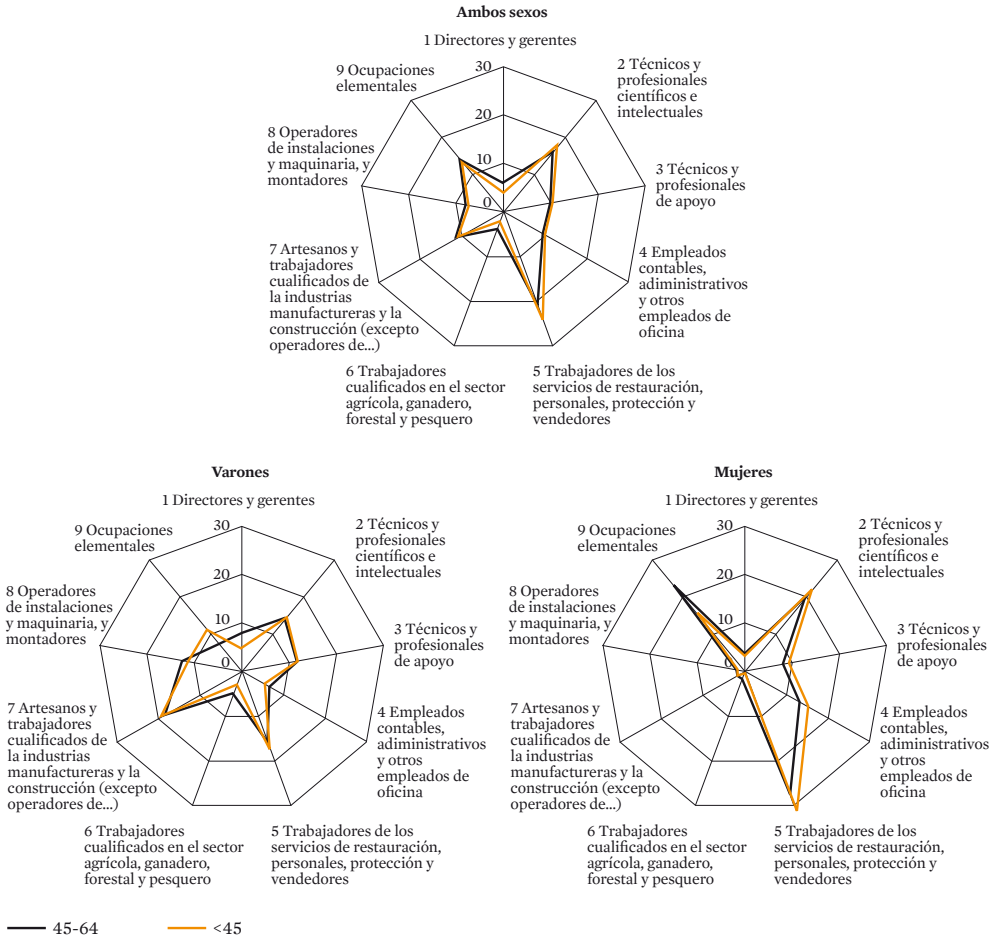 Ambos sexos
1 Directores y gerentes
30
20
10
0
2 Técnicos y
profesionales
científicos e
intelectuales
3 Técnicos y
profesionales
de apoyo
4 Empleados
contables,
adiministrativos
y otros
empleados de
oficina
5 Trabajadores de los
servicios de restauración,
personales, protección y
vendedores
6 Trabajadores
cualificados en el sector
agrícola, ganadero,
forestal y pesquero
7 Artesanos y
trabajadores
cualificados de
la industrias
manufactureras y la
construcción (excepto
operadores de...)
8 Operadores
de instalaciones
y maquinaria, y
montadores
9 Ocupaciones
elementales
Varones
1 Directores y gerentes
30
20
10
0
2 Técnicos y
profesionales
científicos e
intelectuales
3 Técnicos y
profesionales
de apoyo
4 Empleados
contables,
adiministrativos
y otros
empleados de
oficina
5 Trabajadores de los
servicios de restauración,
personales, protección y
vendedores
6 Trabajadores
cualificados en el sector
agrícola, ganadero,
forestal y pesquero
7 Artesanos y
trabajadores
cualificados de
la industrias
manufactureras y la
construcción (excepto
operadores de...)
8 Operadores
de instalaciones
y maquinaria, y
montadores
9 Ocupaciones
elementales
Mujeres
1 Directores y gerentes
30
20
10
0
2 Técnicos y
profesionales
científicos e
intelectuales
3 Técnicos y
profesionales
de apoyo
4 Empleados
contables,
adiministrativos
y otros
empleados de
oficina
5 Trabajadores de los
servicios de restauración,
personales, protección y
vendedores
6 Trabajadores
cualificados en el sector
agrícola, ganadero,
forestal y pesquero
7 Artesanos y
trabajadores
cualificados de
la industrias
manufactureras y la
construcción (excepto
operadores de...)
8 Operadores
de instalaciones
y maquinaria, y
montadores
9 Ocupaciones
elementales
45-64
<45